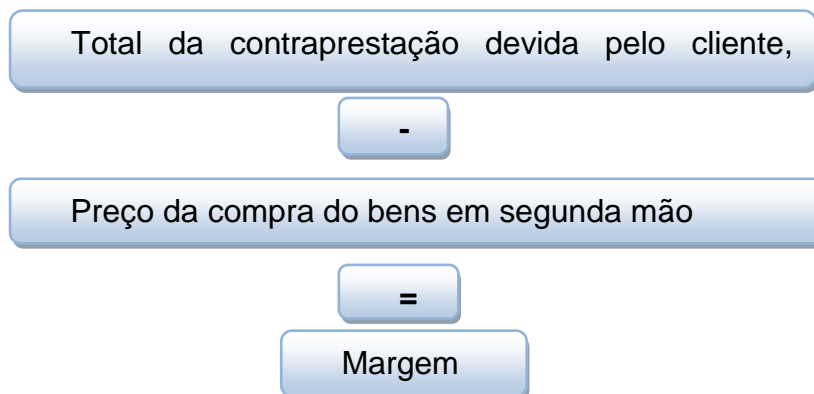 Total da contraprestação devida pelo cliente,
-
Preço da compra do bens em segunda mão
=
Margem